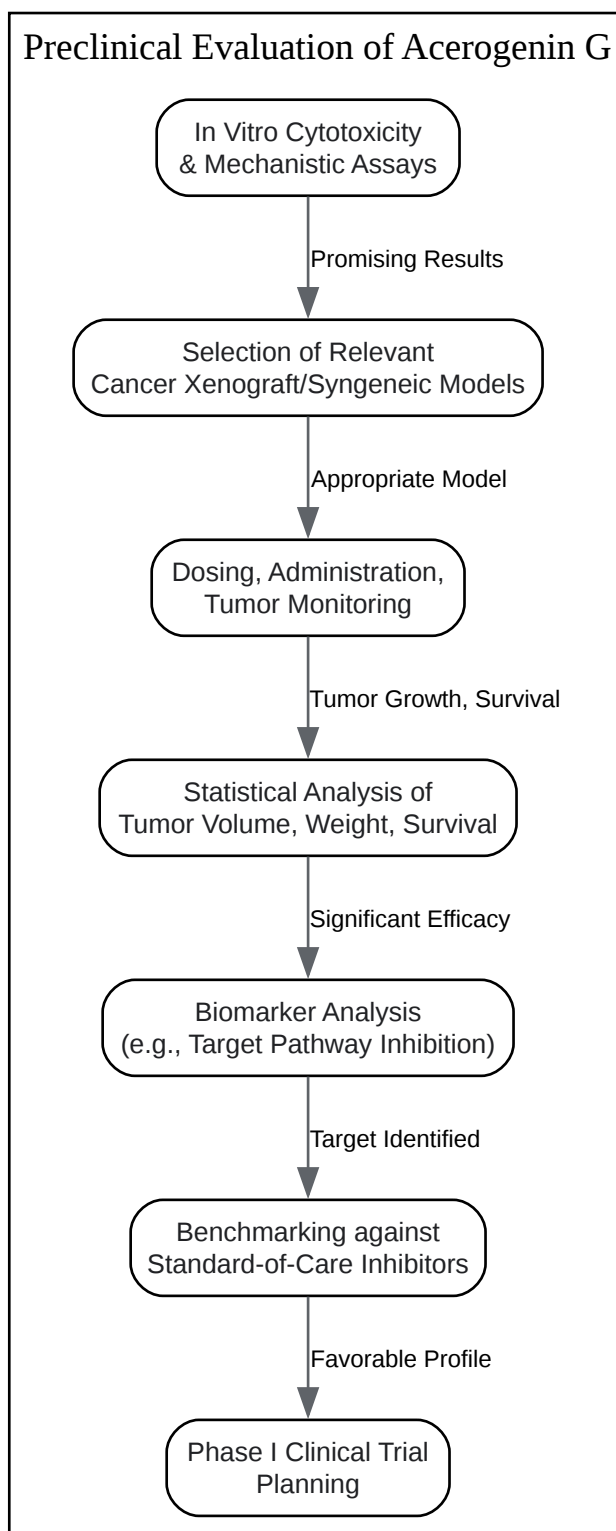 Preclinical Evaluation of Acerogenin G
In Vitro Cytotoxicity
& Mechanistic Assays
Promising Results
Selection of Relevant
Cancer Xenograft/Syngeneic Models
Appropriate Model
Dosing, Administration,
Tumor Monitoring
Tumor Growth, Survival
Statistical Analysis of
Tumor Volume, Weight, Survival
Significant Efficacy
Biomarker Analysis
(e.g., Target Pathway Inhibition)
Target Identified
Benchmarking against
Standard-of-Care Inhibitors
Favorable Profile
Phase I Clinical Trial
Planning